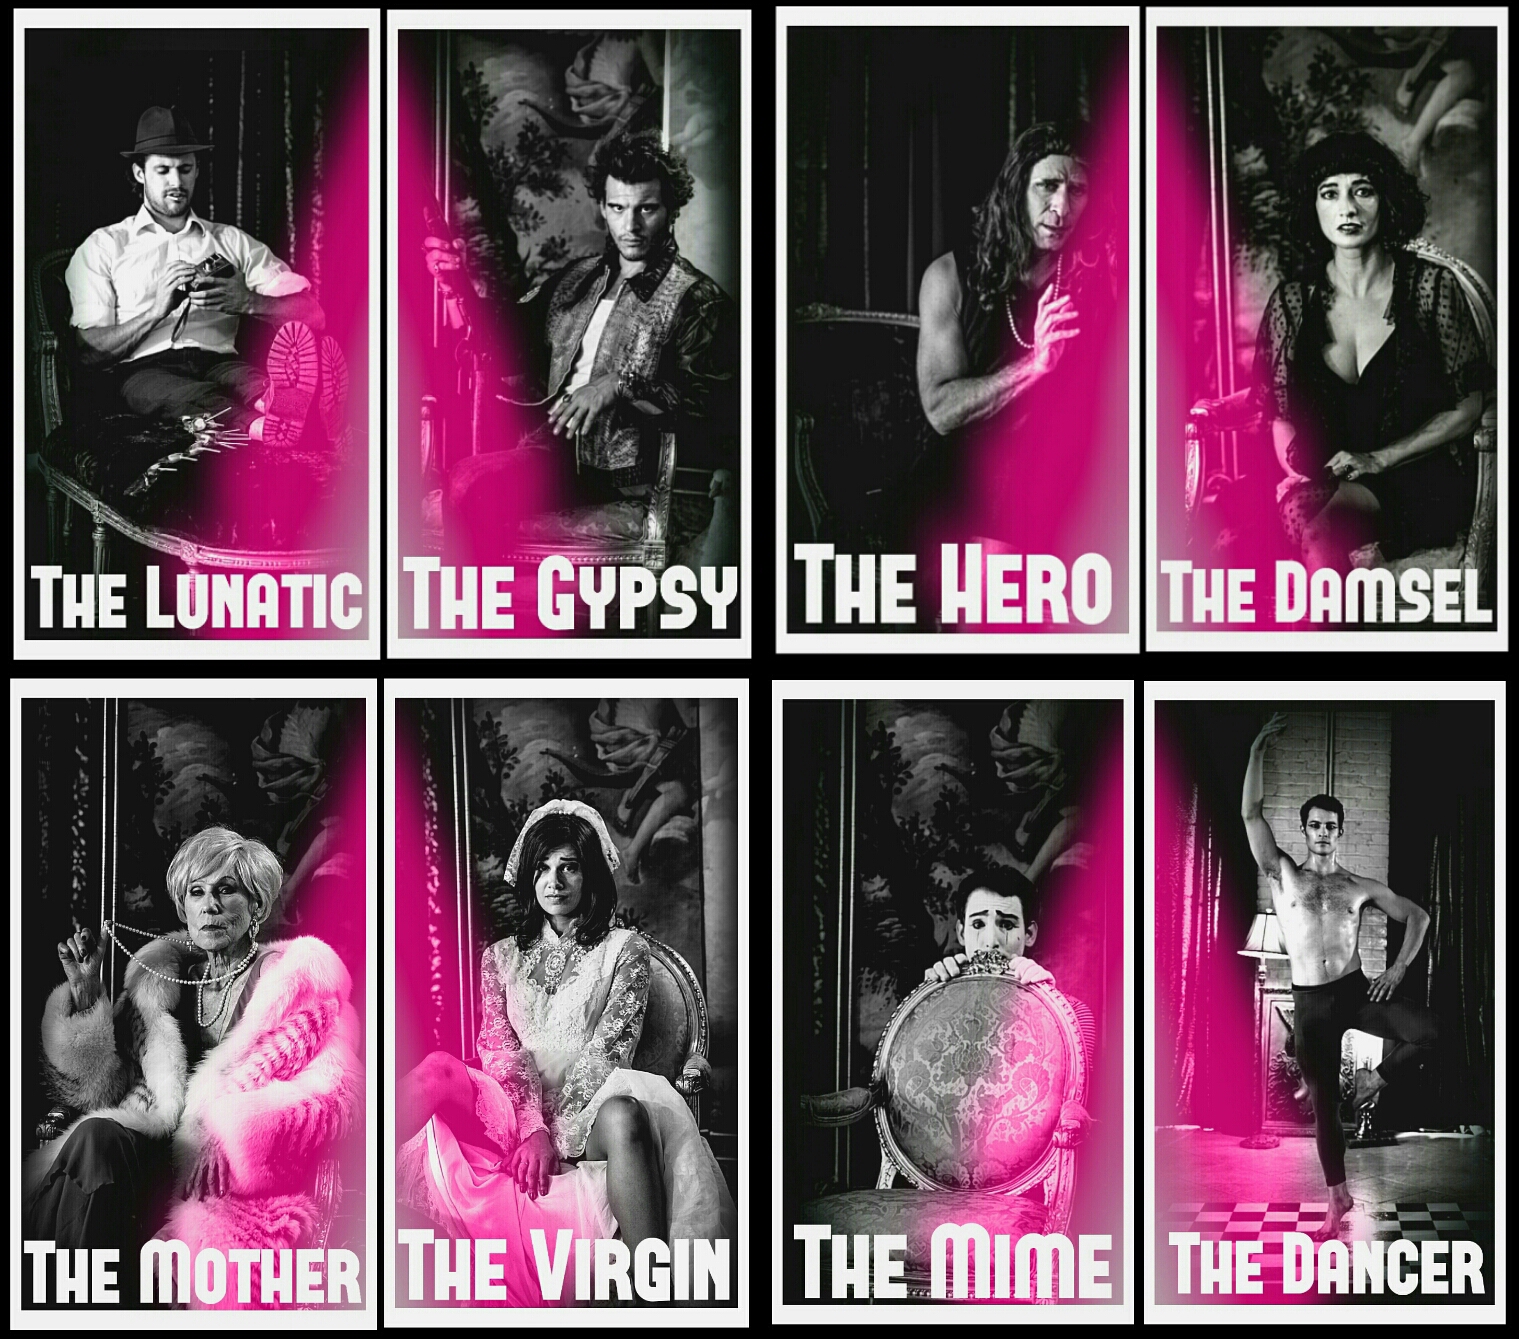 The Lunatic
The Gypsy
The Hero
The Damsel
The Mother
The Virgin
The Mime
The Dancer